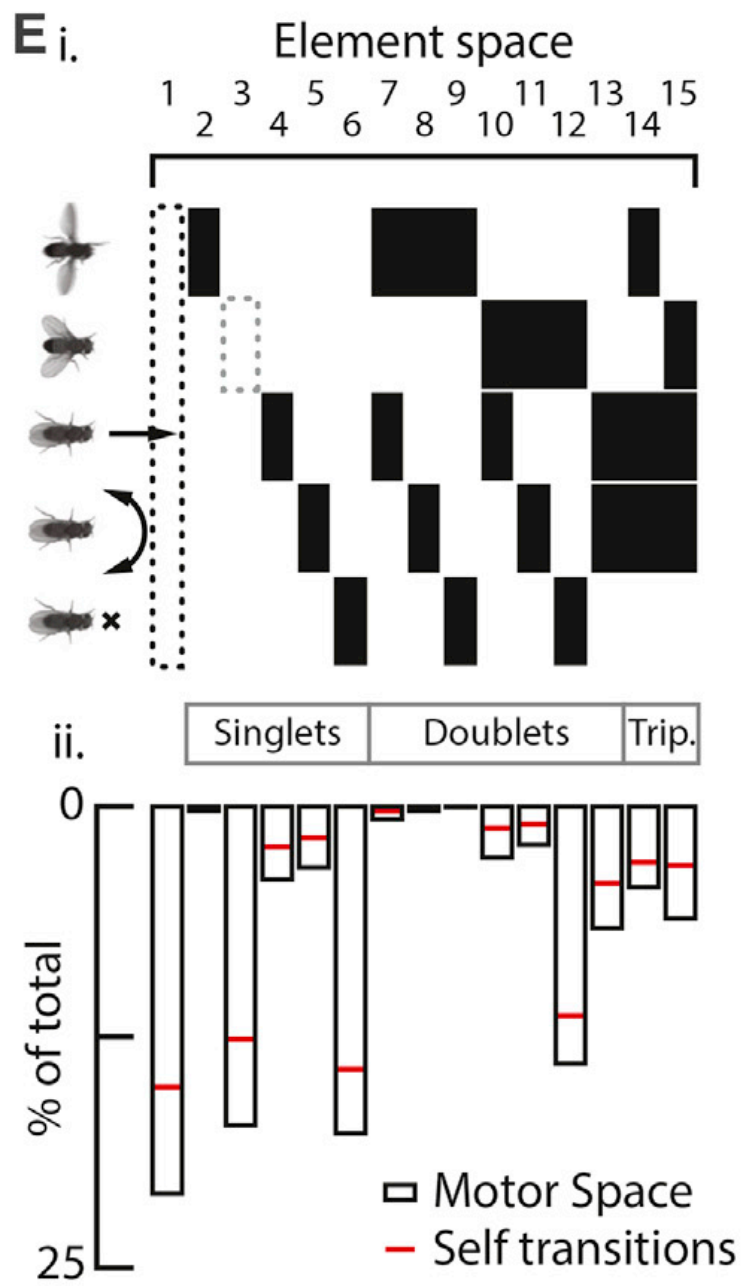 E i.
Element space
1 3 5 7 9 11 13 15
2 4 6 8 10 12 14
ii.
Singlets Doublets Trip.
0
% of total
25
Motor Space
Self transitions